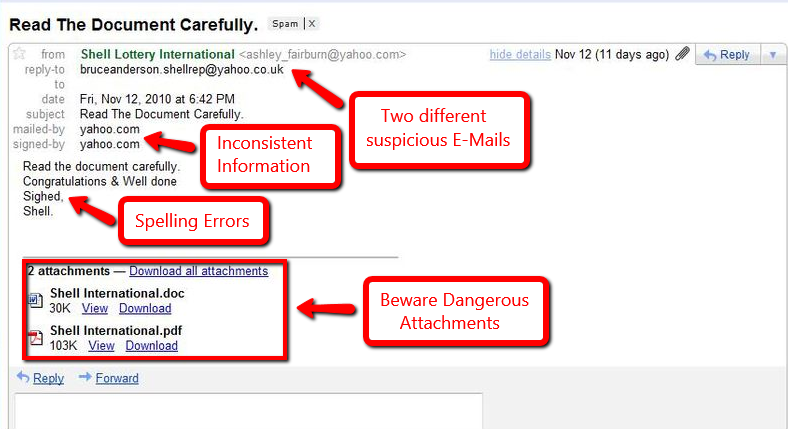 Read The Document Carefully. Spam | X
from Shell Lottery International <ashley_fairburn@yahoo.com> hide details Nov 12 (11 days ago) Reply
reply-to bruceanderson.shellrep@yahoo.co.uk
to
date Fri, Nov 12, 2010 at 6:42 PM
subject Read The Document Carefully.
mailed-by yahoo.com
signed-by yahoo.com
Two different
suspicious E-Mails
Inconsistent
Information
Read the document carefully.
Congratulations & Well done
Sighed,
Shell.
Spelling Errors
2 attachments — Download all attachments
Shell International.doc
30K View Download
Shell International.pdf
103K View Download
Beware Dangerous
Attachments
Reply Forward